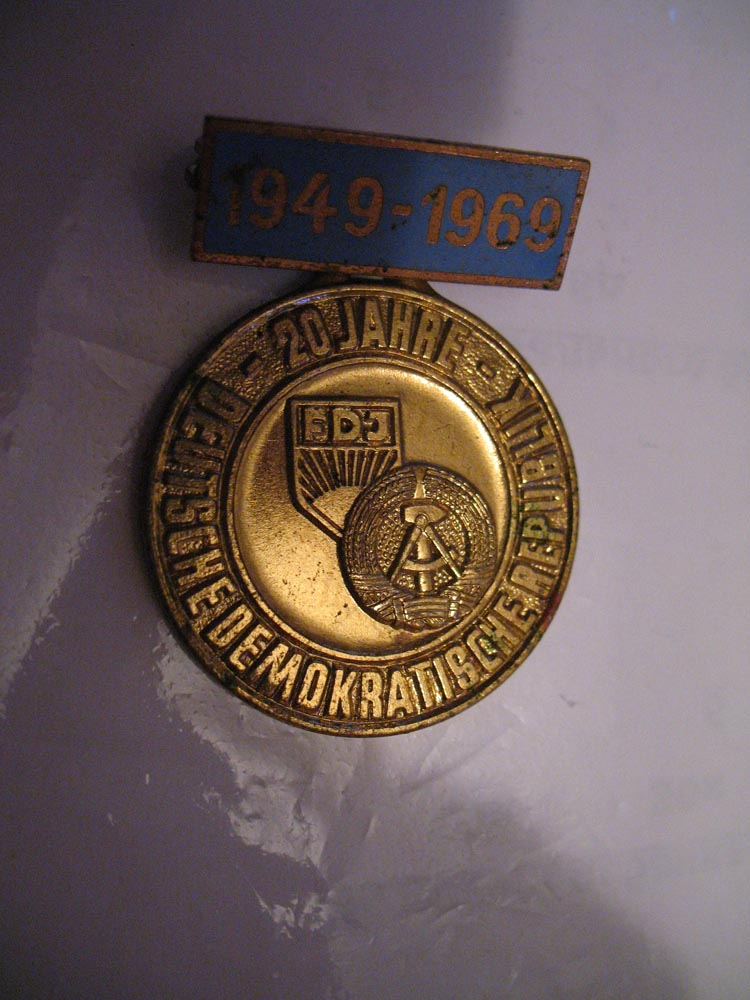 1949-1969
- 20 JAHRE -
DEUTSCHE DEMOKRATISCHE REPUBLIK
FDJ